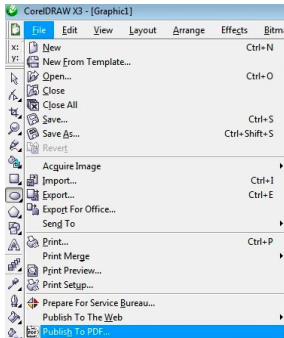 CorelDRAW X3 - [Graphic1]
File Edit View Layout Arrange Effects Bitm
x:
y:
New Ctrl+N
New From Template...
Open... Ctrl+O
Close
Close All
Save... Ctrl+S
Save As... Ctrl+Shift+S
Revert
Acquire Image
Import... Ctrl+I
Export... Ctrl+E
Export For Office...
Send To
Print... Ctrl+P
Print Merge
Print Preview...
Print Setup...
Prepare For Service Bureau...
Publish To The Web
Publish To PDF...